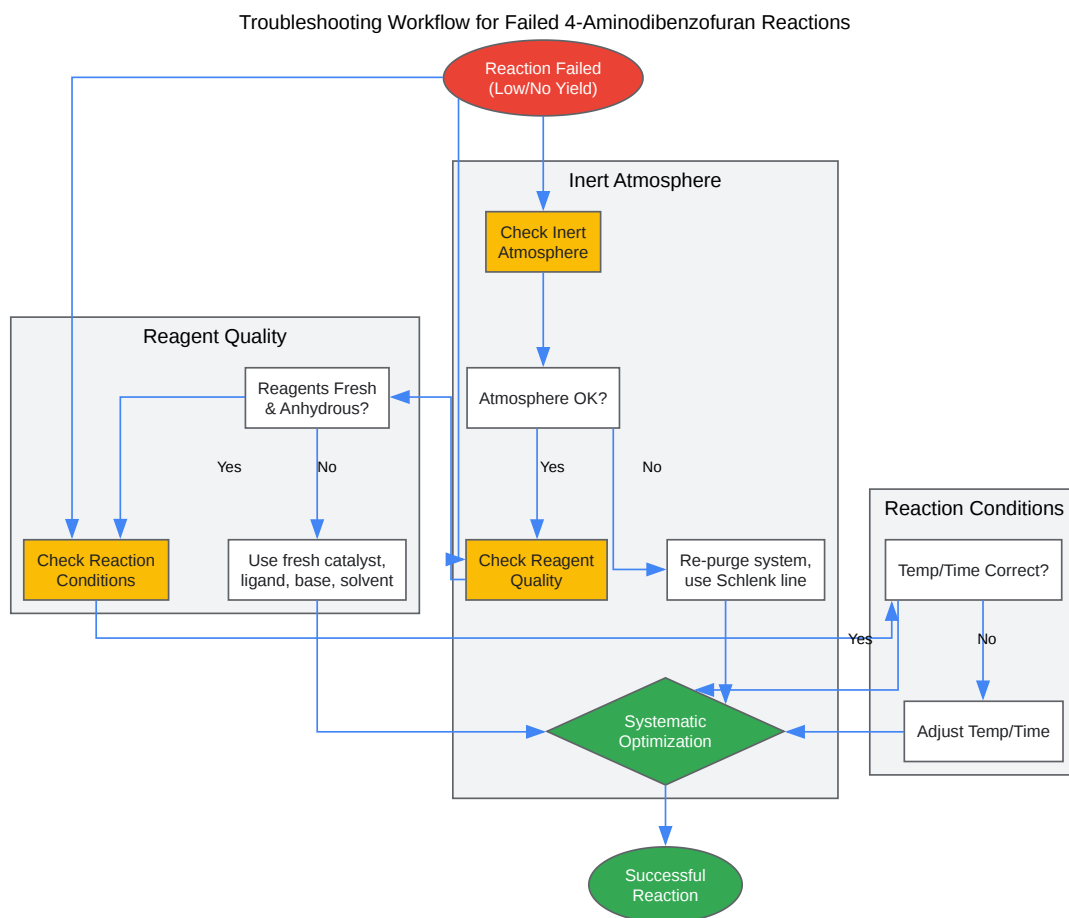 Troubleshooting Workflow for Failed 4-Aminodibenzofuran Reactions
Reaction Failed
(Low/No Yield)
Inert Atmosphere
Check Inert
Atmosphere
Reagent Quality
Reagents Fresh
& Anhydrous?
Atmosphere OK?
Yes
No
Yes
No
Reaction Conditions
Check Reaction
Conditions
Use fresh catalyst,
ligand, base, solvent
Check Reagent
Quality
Re-purge system,
use Schlenk line
Temp/Time Correct?
Yes
No
Systematic
Optimization
Adjust Temp/Time
Successful
Reaction